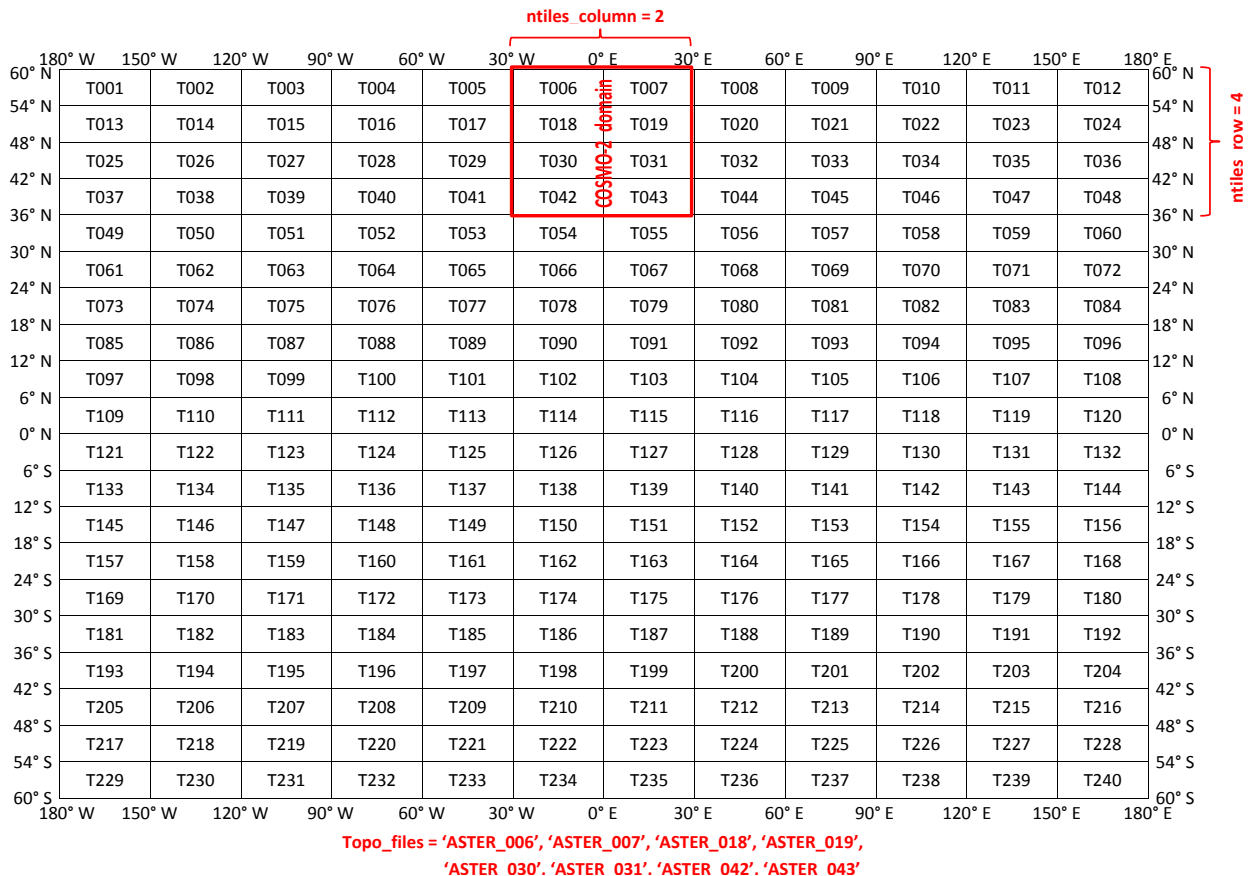 ntiles_column = 2
180° W 150° W 120° W 90° W 60° W 30° W 0° E 30° E 60° E 90° E 120° E 150° E 180° E
60° N 60° N
T001 T002 T003 T004 T005 T006 T007 T008 T009 T010 T011 T012
54° N 54° N
T013 T014 T015 T016 T017 T018 T019 T020 T021 T022 T023 T024
48° N 48° N
T025 T026 T027 T028 T029 T030 T031 T032 T033 T034 T035 T036
42° N 42° N
T037 T038 T039 T040 T041 T042 T043 T044 T045 T046 T047 T048
36° N 36° N
COSMO-2 domain
ntiles_row = 4
T049 T050 T051 T052 T053 T054 T055 T056 T057 T058 T059 T060
30° N 30° N
T061 T062 T063 T064 T065 T066 T067 T068 T069 T070 T071 T072
24° N 24° N
T073 T074 T075 T076 T077 T078 T079 T080 T081 T082 T083 T084
18° N 18° N
T085 T086 T087 T088 T089 T090 T091 T092 T093 T094 T095 T096
12° N 12° N
T097 T098 T099 T100 T101 T102 T103 T104 T105 T106 T107 T108
6° N 6° N
T109 T110 T111 T112 T113 T114 T115 T116 T117 T118 T119 T120
0° N 0° N
T121 T122 T123 T124 T125 T126 T127 T128 T129 T130 T131 T132
6° S 6° S
T133 T134 T135 T136 T137 T138 T139 T140 T141 T142 T143 T144
12° S 12° S
T145 T146 T147 T148 T149 T150 T151 T152 T153 T154 T155 T156
18° S 18° S
T157 T158 T159 T160 T161 T162 T163 T164 T165 T166 T167 T168
24° S 24° S
T169 T170 T171 T172 T173 T174 T175 T176 T177 T178 T179 T180
30° S 30° S
T181 T182 T183 T184 T185 T186 T187 T188 T189 T190 T191 T192
36° S 36° S
T193 T194 T195 T196 T197 T198 T199 T200 T201 T202 T203 T204
42° S 42° S
T205 T206 T207 T208 T209 T210 T211 T212 T213 T214 T215 T216
48° S 48° S
T217 T218 T219 T220 T221 T222 T223 T224 T225 T226 T227 T228
54° S 54° S
T229 T230 T231 T232 T233 T234 T235 T236 T237 T238 T239 T240
60° S 60° S
180° W 150° W 120° W 90° W 60° W 30° W 0° E 30° E 60° E 90° E 120° E 150° E 180° E
Topo_files = ‘ASTER_006’, ‘ASTER_007’, ‘ASTER_018’, ‘ASTER_019’,
‘ASTER_030’, ‘ASTER_031’, ‘ASTER_042’, ‘ASTER_043’